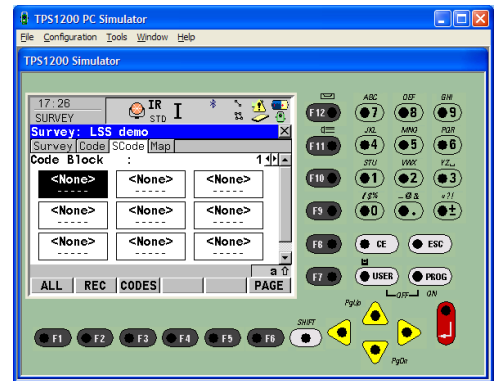 TPS1200 PC Simulator
File Configuration Tools Window Help
TPS1200 Simulator
17:26
SURVEY
IR
STD
I
Survey: LSS demo
Survey Code SCode Map
Code Block : 1
<None> <None> <None>
----- ----- -----
<None> <None> <None>
----- ----- -----
<None> <None> <None>
----- ----- -----
a
ALL REC CODES PAGE
F12
ABC DEF GHI
7 8 9
F11
JKL MNO PQR
4 5 6
F10
STU VWX YZ_
1 2 3
F9
/$% _@& *?!
0 . ±
F8 CE ESC
F7 USER PROG
OFF ON
PgUp
SHIFT
F1 F2 F3 F4 F5 F6
PgDn